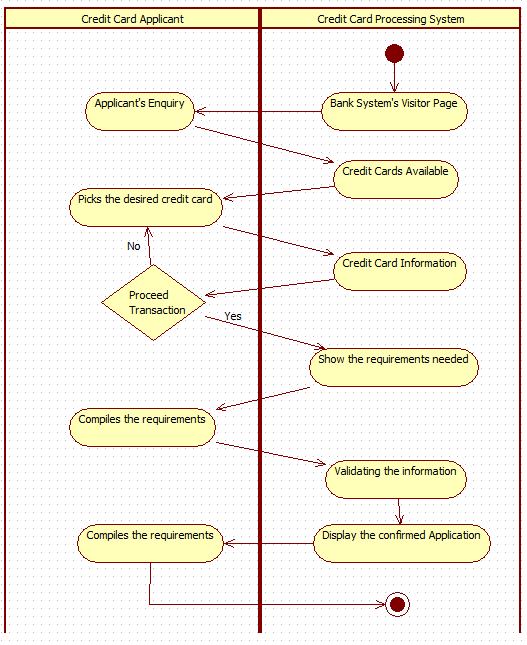 Credit Card Applicant
Credit Card Processing System
Bank System's Visitor Page
Applicant's Enquiry
Credit Cards Available
Picks the desired credit card
No
Credit Card Information
Proceed
Transaction
Yes
Show the requirements needed
Compiles the requirements
Validating the information
Display the confirmed Application
Compiles the requirements